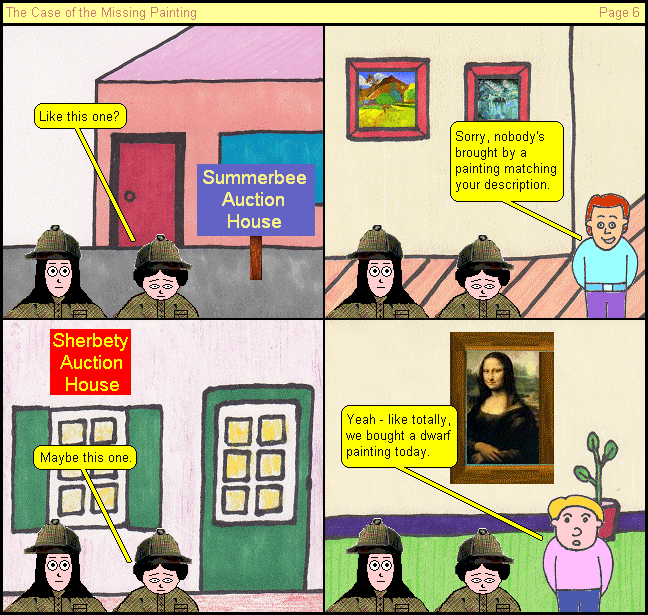 The Case of the Missing Painting
Page 6
Like this one?
Summerbee
Auction
House
Sorry, nobody's
brought by a
painting matching
your description.
Sherbety
Auction
House
Maybe this one.
Yeah - like totally,
we bought a dwarf
painting today.